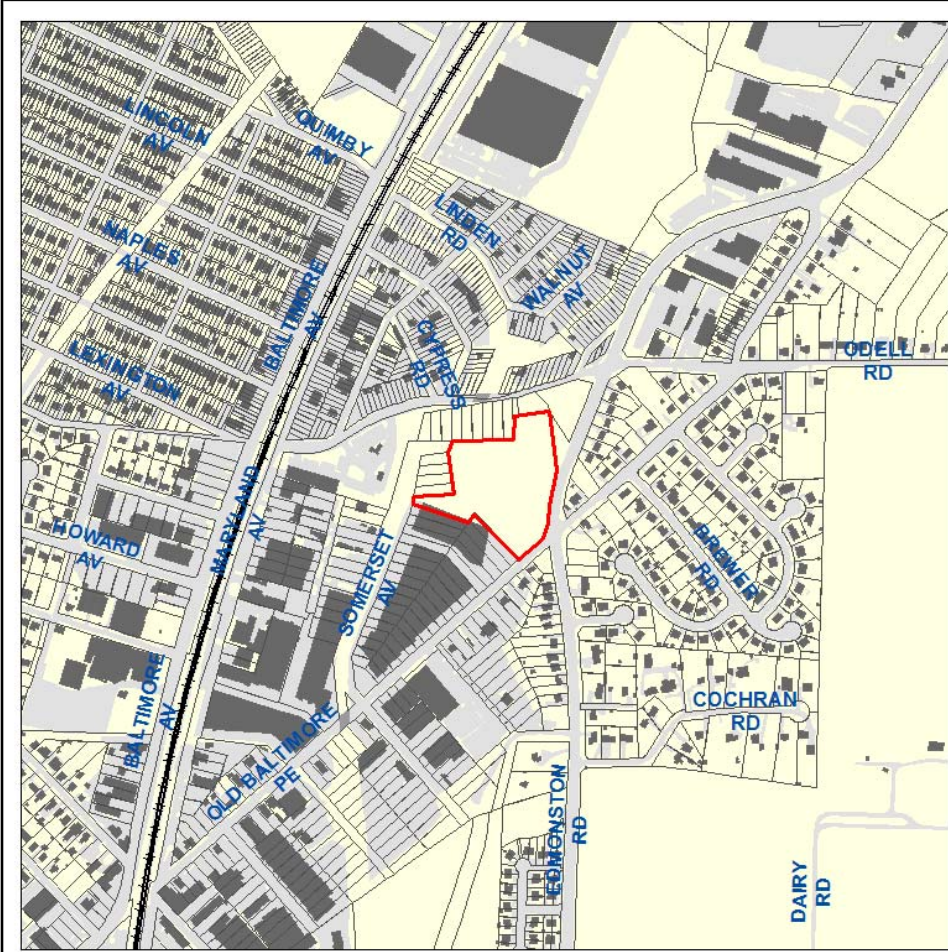 QUIMBY
AV
LINCOLN
AV
LINDEN
RD
NAPLES
AV
WALNUT
AV
BALTIMORE
AV
CYPRESS
RD
LEXINGTON
AV
ODELL
RD
MARYLAND
AV
HOWARD
AV
SOMERSET
AV
BREWER
RD
BALTIMORE
AV
COCHRAN
RD
OLD BALTIMORE
PE
EDMONSTON
RD
DAIRY
RD